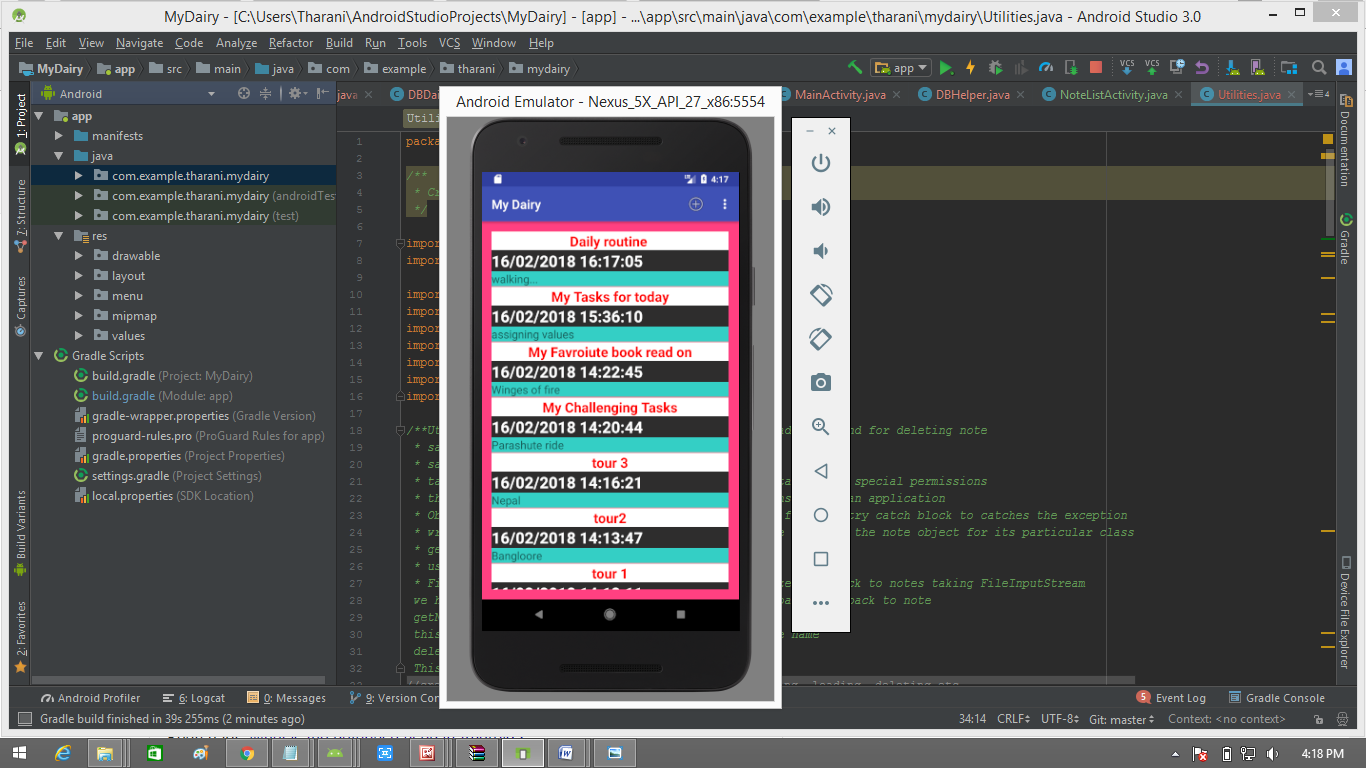 MyDairy - [C:\Users\Tharani\AndroidStudioProjects\MyDairy] - [app] - ...\app\src\main\java\com\example\tharani\mydairy\Utilities.java - Android Studio 3.0
File Edit View Navigate Code Analyze Refactor Build Run Tools VCS Window Help
MyDairy app src main java com example tharani mydairy app VCS VCS
Android
java
DBDa
MainActivity.java
DBHelper.java
NoteListActivity.java
Utilities.java
4
1: Project
7: Structure
Captures
Build Variants
2: Favorites
app
manifests
java
com.example.tharani.mydairy
com.example.tharani.mydairy (androidTes
com.example.tharani.mydairy (test)
res
drawable
layout
menu
mipmap
values
Gradle Scripts
build.gradle (Project: MyDairy)
build.gradle (Module: app)
gradle-wrapper.properties (Gradle Version)
proguard-rules.pro (ProGuard Rules for app)
gradle.properties (Project Properties)
settings.gradle (Project Settings)
local.properties (SDK Location)
Utili
1 packa
2
3 /**
4 * Cr
5 */
6
7 impor
8 impor
9
10 impor
11 impor
12 impor
13 impor
14 impor
15 impor
16 impor
17
18 /**Ut nd for deleting note
19 * sa
20 * sa
21 * ta special permissions
22 * th an application
23 * Ob ry catch block to catches the exception
24 * wi the note object for its particular class
25 * ge
26 * us
27 * Fi ck to notes taking FileInputStream
28 we h back to note
29 getN
30 this name
31 dele
32 This
Android Emulator - Nexus_5X_API_27_x86:5554
4:17
My Dairy
Daily routine
16/02/2018 16:17:05
walking...
My Tasks for today
16/02/2018 15:36:10
assigning values
My Favroiute book read on
16/02/2018 14:22:45
Winges of fire
My Challenging Tasks
16/02/2018 14:20:44
Parashute ride
tour 3
16/02/2018 14:16:21
Nepal
tour2
16/02/2018 14:13:47
Bangloore
tour 1
Documentation
Gradle
Device File Explorer
Android Profiler 6: Logcat 0: Messages 9: Version Con 5 Event Log Gradle Console
Gradle build finished in 39s 255ms (2 minutes ago) 34:14 CRLF UTF-8 Git: master Context: <no context>
4:18 PM